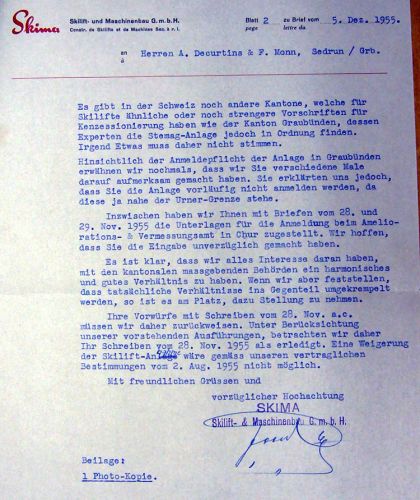 Skima
Skilift- und Maschinenbau G.m.b.H.
Constr. de Skilifts et de Machines Soc. à r. l.
Blatt 2 zu Brief vom 5. Dez. 1955.
page lettre du
an Herren A. Decurtins & F. Monn, Sedrun / Grb.
à
Es gibt in der Schweiz noch andere Kantone, welche für
Skilifte Ähnliche oder noch strengere Vorschriften für
Konzessionierung haben wie der Kanton Graubünden, dessen
Experten die Stemag-Anlage jedoch in Ordnung finden.
Irgend Etwas muss daher nicht stimmen.
Hinsichtlich der Anmeldepflicht der Anlage in Graubünden
erwähnen wir nochmals, dass wir Sie verschiedene Male
darauf aufmerksam gemacht haben. Sie erklärten uns jedoch,
dass Sie die Anlage vorläufig nicht anmelden werden, da
diese ja nahe der Urner-Grenze stehe.
Inzwischen haben wir Ihnen mit Briefen vom 28. und
29. Nov. 1955 die Unterlagen für die Anmeldung beim Amelio-
rations- & Vermessungsamt in Chur zugestellt. Wir hoffen,
dass Sie die Eingabe unverzüglich gemacht haben.
Es ist klar, dass wir alles Interesse daran haben,
mit den kantonalen massgebenden Behörden ein harmonisches
und gutes Verhältnis zu haben. Wenn wir aber feststellen,
dass tatsächliche Verhältnisse ins Gegenteil umgekrempelt
werden, so ist es am Platz, dazu Stellung zu nehmen.
Ihre Vorwürfe mit Schreiben vom 28. Nov. a.c.
müssen wir daher zurückweisen. Unter Berücksichtung
unserer vorstehenden Ausführungen, betrachten wir daher
Ihr Schreiben vom 28. Nov. 1955 als erledigt. Eine Weigerung
der Skilift-Annahme wäre gemäss unseren vertraglichen
Bestimmungen vom 2. Aug. 1955 nicht möglich.
Mit freundlichen Grüssen und
vorzüglicher Hochachtung
SKIMA
Skilift- & Maschinenbau G. m. b. H.
Beilage:
1 Photo-Kopie.